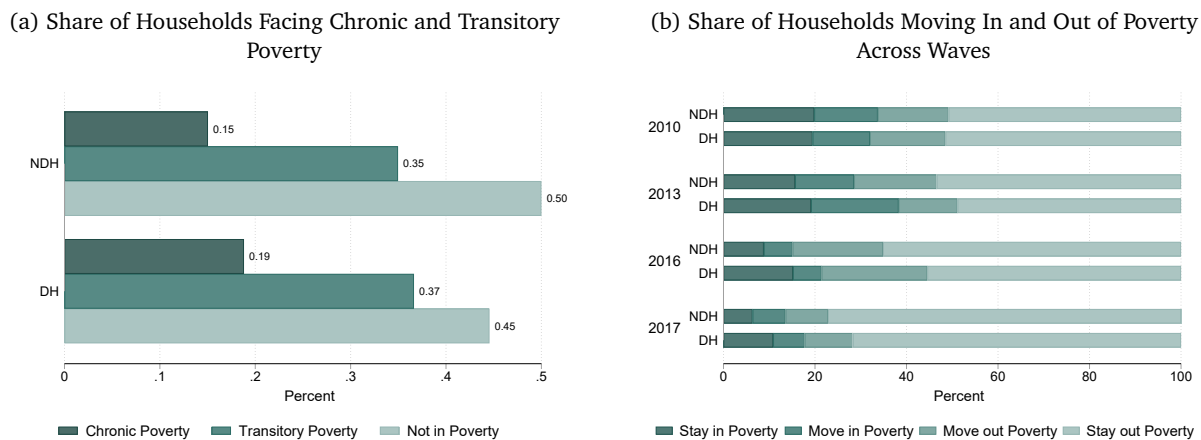 (a) Share of Households Facing Chronic and Transitory
Poverty
NDH
0.15
0.35
0.50
DH
0.19
0.37
0.45
0 .1 .2 .3 .4 .5
Percent
Chronic Poverty Transitory Poverty Not in Poverty
(b) Share of Households Moving In and Out of Poverty
Across Waves
2010
NDH
DH
2013
NDH
DH
2016
NDH
DH
2017
NDH
DH
0 20 40 60 80 100
Percent
Stay in Poverty Move in Poverty Move out Poverty Stay out Poverty